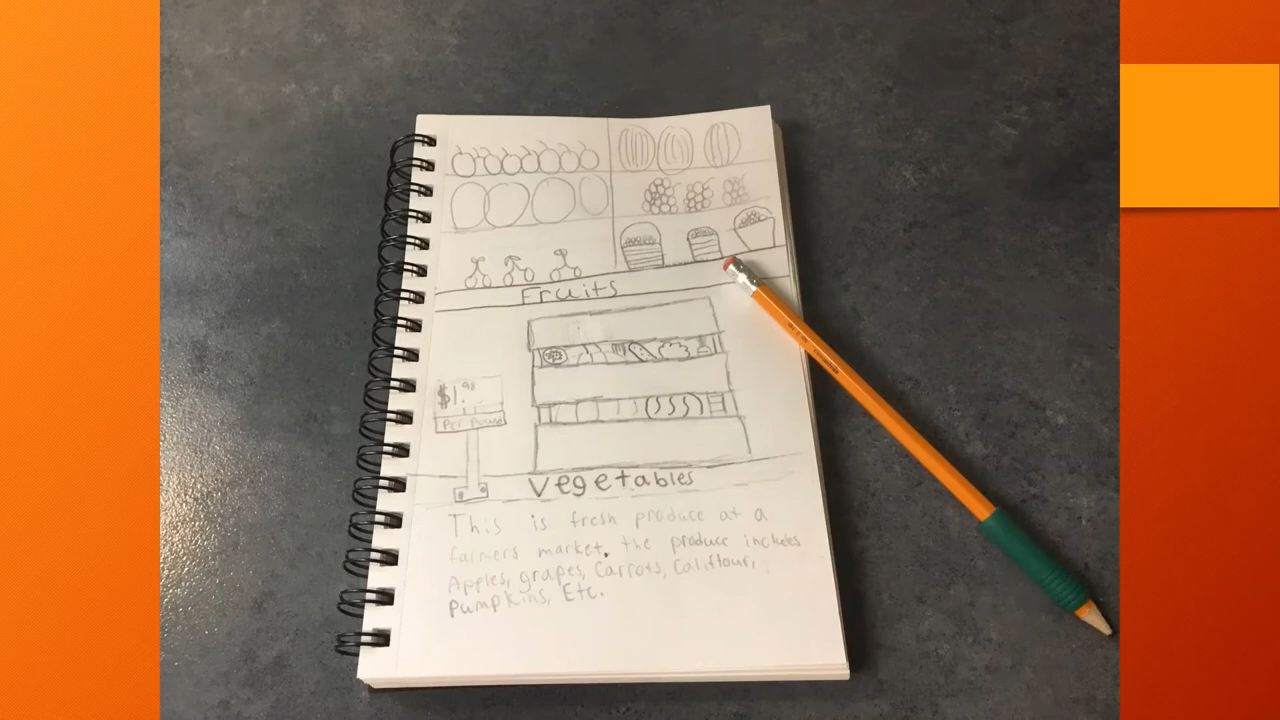 Fruits
$1.98
Per Pound
Vegetables
This is fresh produce at a
farmers market. the produce includes
Apples, grapes, Carrots, Califlour,
pumpkins, Etc.